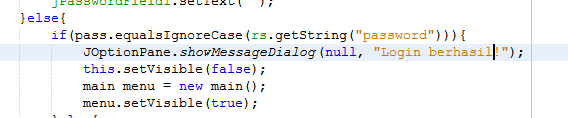 jPasswordField1.setText("");
}else{
if(pass.equalsIgnoreCase(rs.getString("password"))){
JOptionPane.showMessageDialog(null, "Login berhasil!");
this.setVisible(false);
main menu = new main();
menu.setVisible(true);
} else {